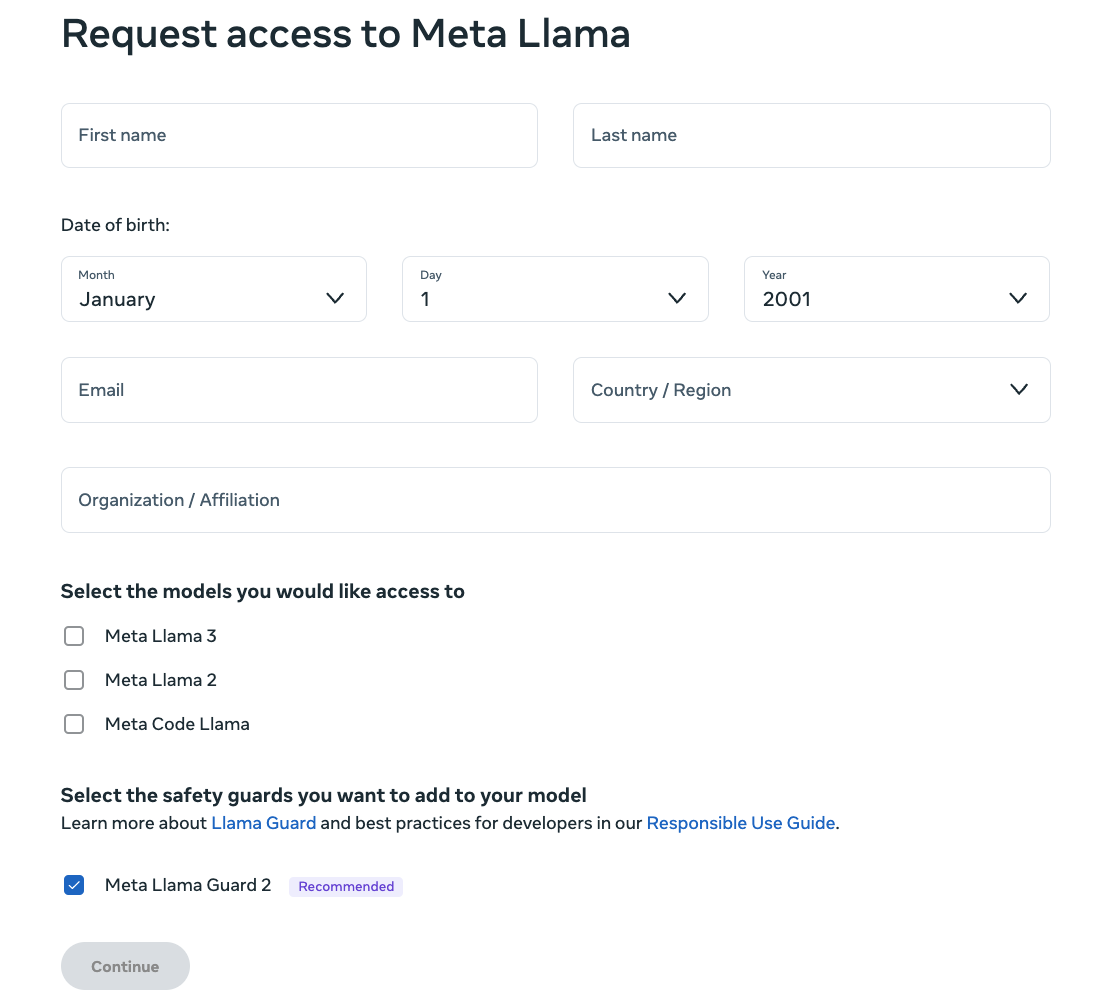 Request access to Meta Llama
First name
Last name
Date of birth:
Month
January
Day
1
Year
2001
Email
Country / Region
Organization / Affiliation
Select the models you would like access to
Meta Llama 3
Meta Llama 2
Meta Code Llama
Select the safety guards you want to add to your model
Learn more about Llama Guard and best practices for developers in our Responsible Use Guide.
Meta Llama Guard 2 Recommended
Continue